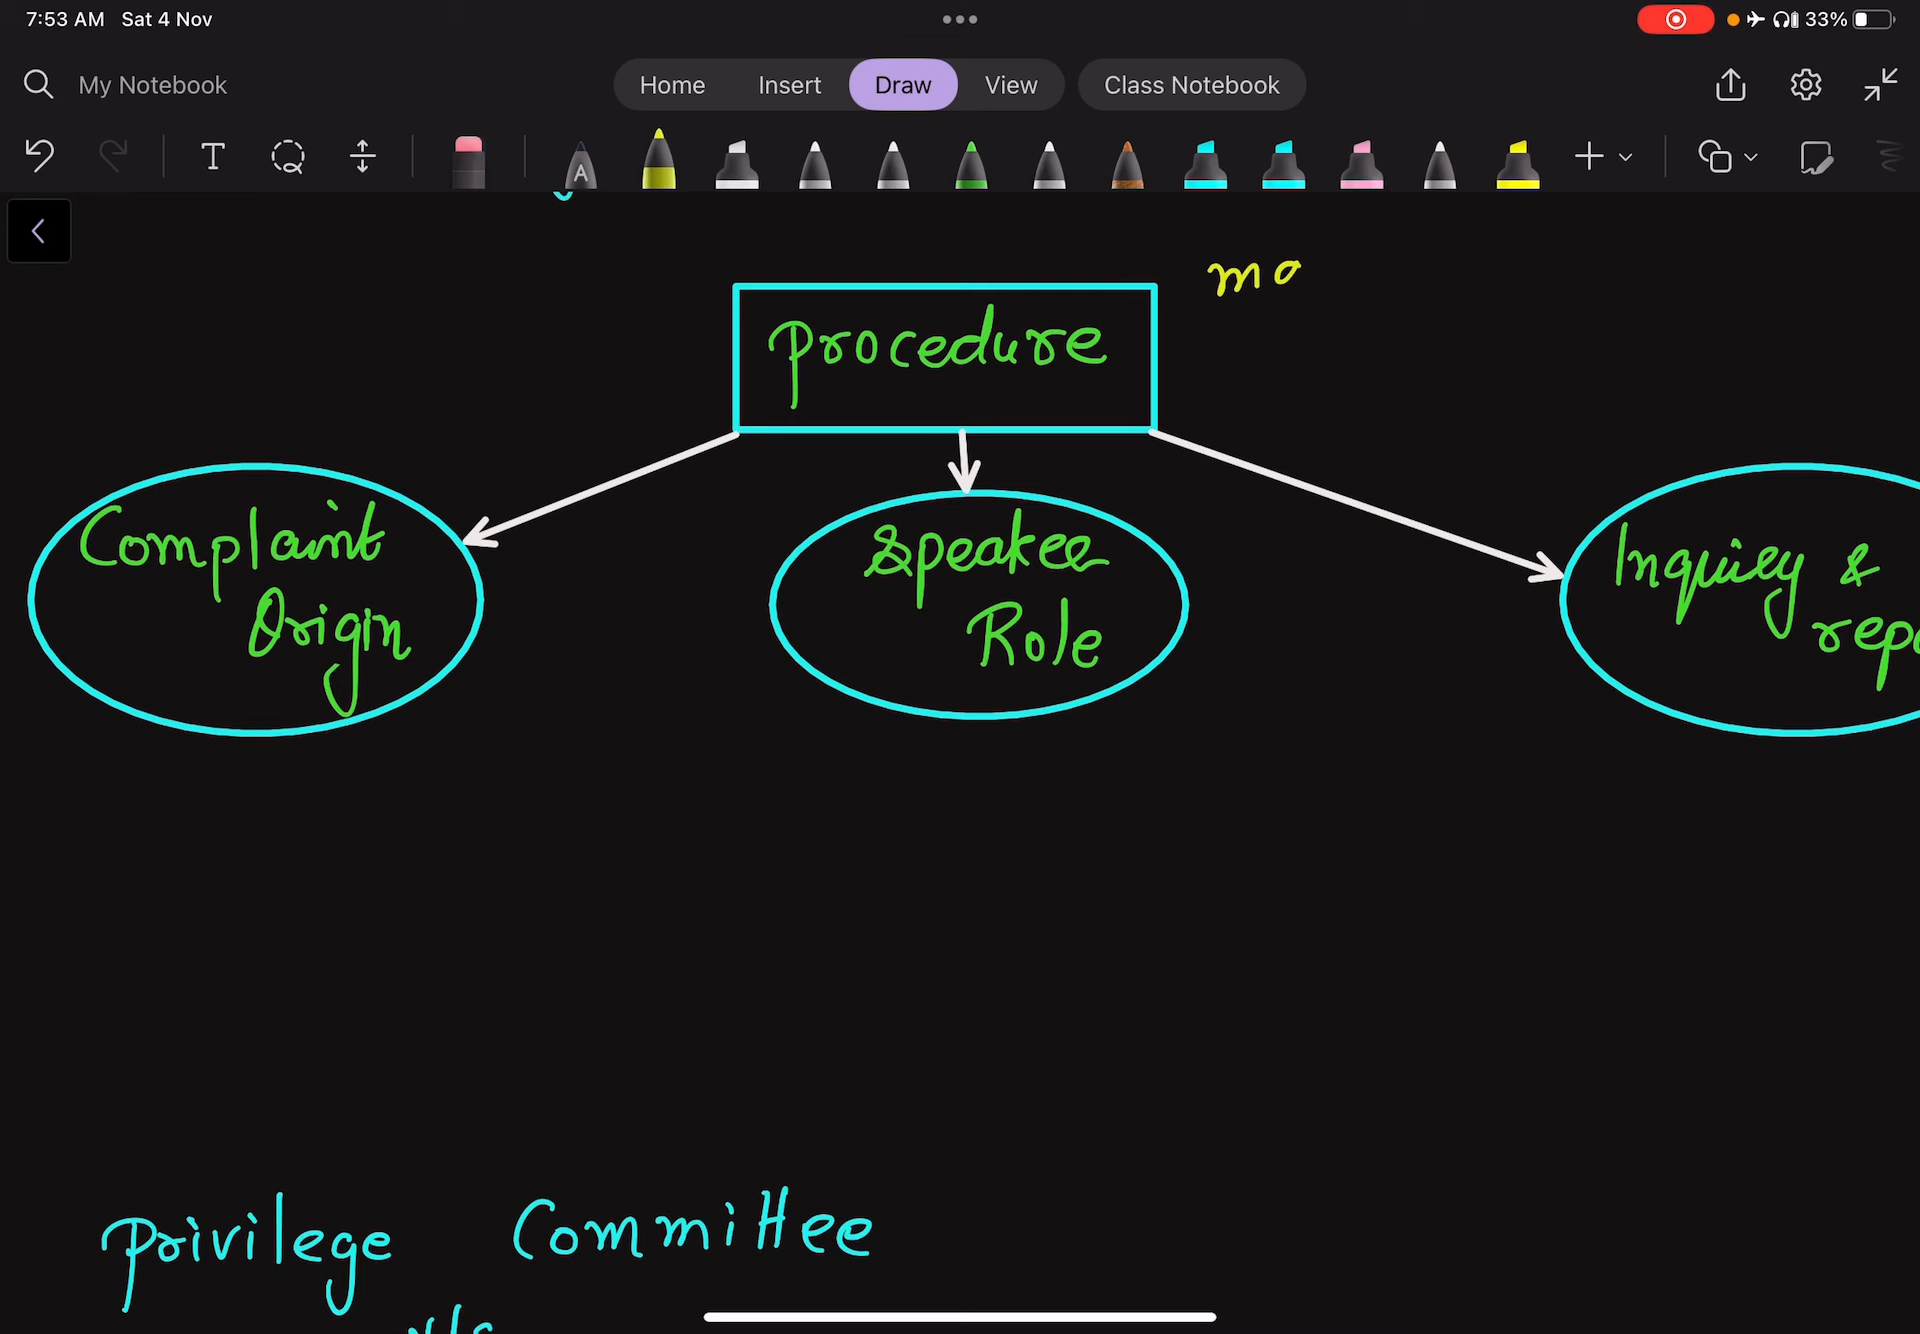 7:53 AM Sat 4 Nov
33%
My Notebook
Home Insert Draw View Class Notebook
T
A
mo
Procedure
Complaint
Origin
Speaker
Role
Inquiry &
repo
Privilege Committee